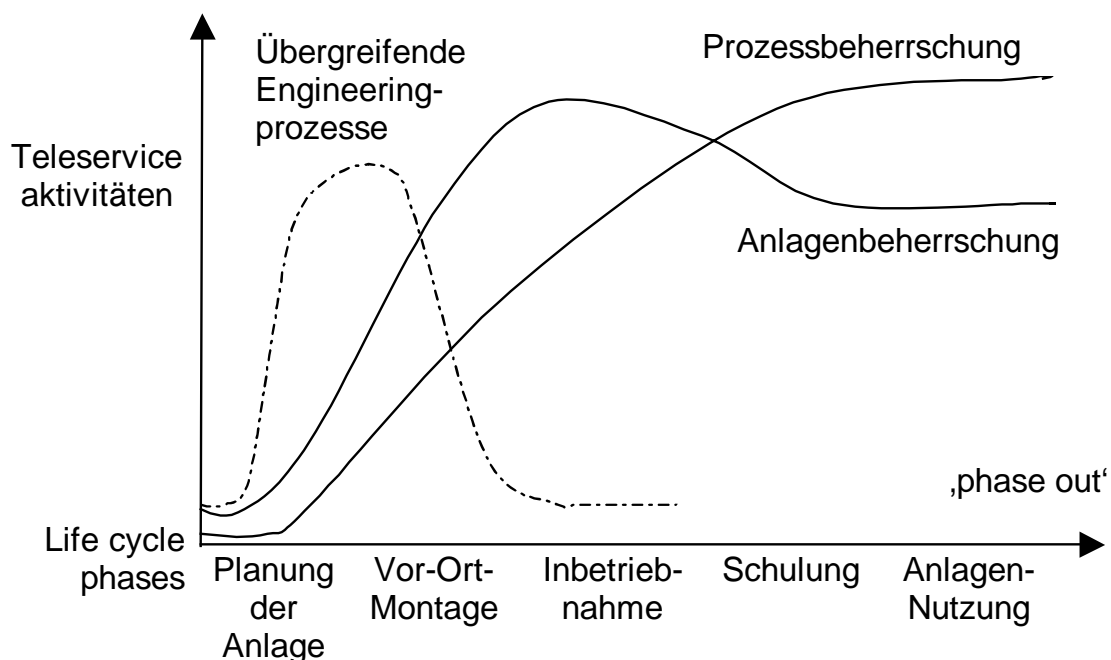 Übergreifende
Engineering-
prozesse
Prozessbeherrschung
Teleservice
aktivitäten
Anlagenbeherrschung
‚phase out‘
Life cycle
phases
Planung
der
Anlage
Vor-Ort-
Montage
Inbetrieb-
nahme
Schulung
Anlagen-
Nutzung